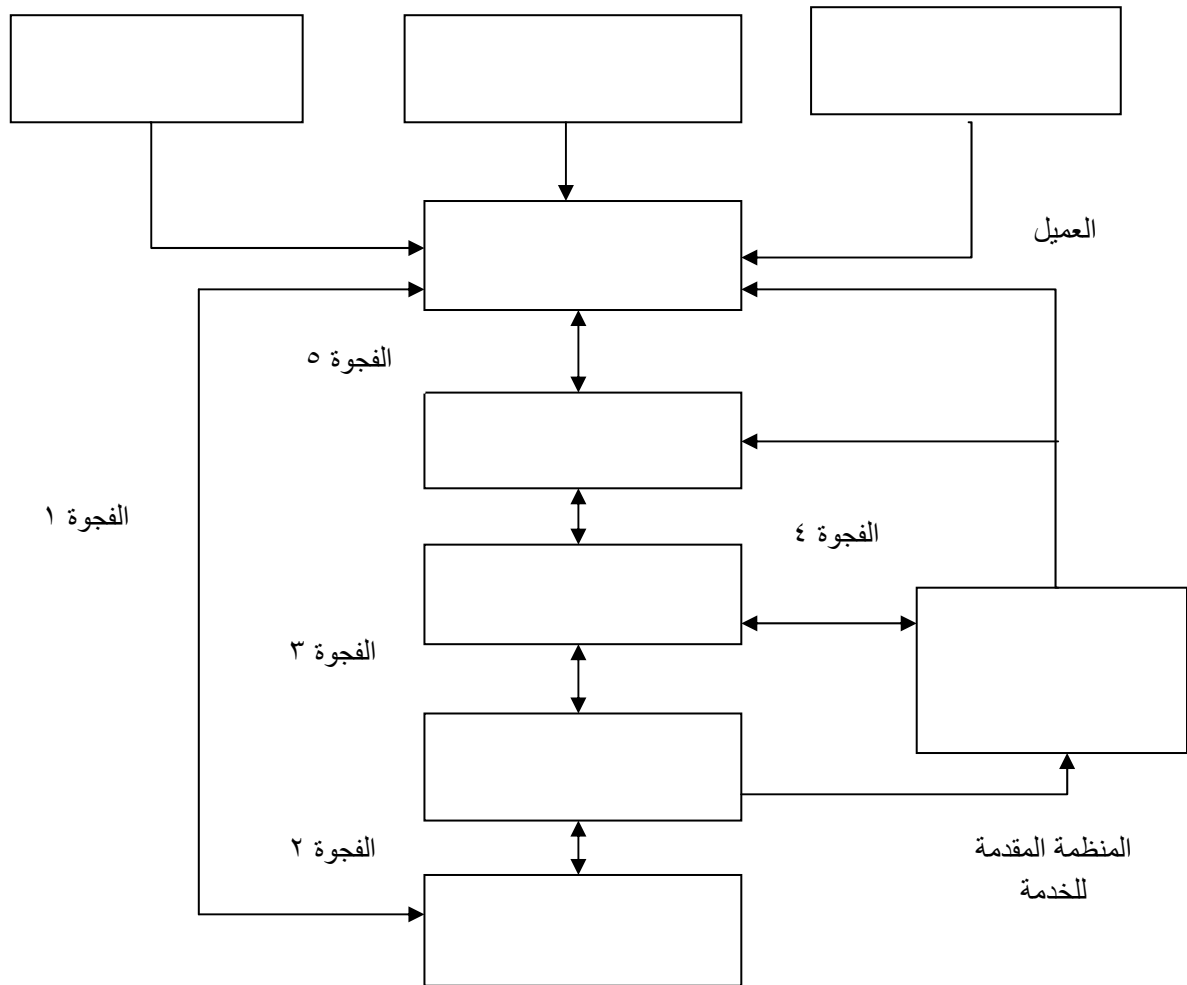 العميل
الفجوة ٥
الفجوة ١
الفجوة ٤
الفجوة ٣
الفجوة ٢
المنظمة المقدمة
للخدمة